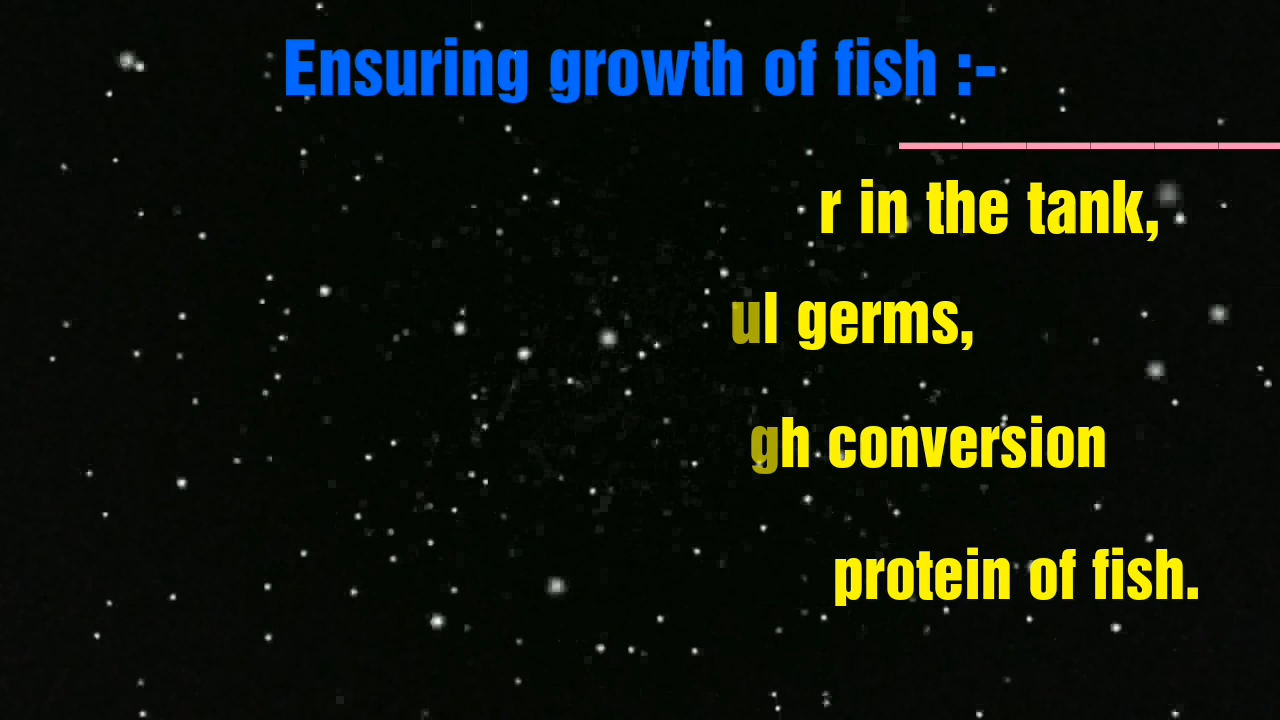 Ensuring growth of fish :-
r in the tank,
ul germs,
gh conversion
protein of fish.